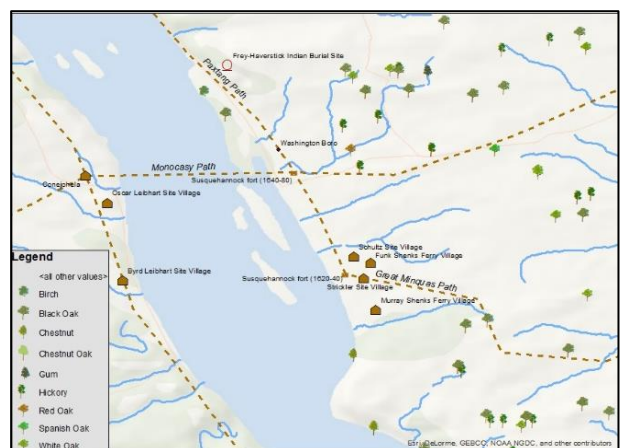 Frey-Haverstick Indian Burial Site
Paxtang Path
Washington Boro
Monocasy Path
Conejohela
Susquehannock fort (1640-50)
Oscar Leibhart Site Village
Schultz Site Village
Funk Shenks Ferry Village
Byrd Leibhart Site Village
Susquehannock fort (1620-40)
Great Minquas Path
Strickler Site Village
Murray Shenks Ferry Village
Legend
<all other values>
Birch
Black Oak
Chestnut
Chestnut Oak
Gum
Hickory
Red Oak
Spanish Oak
White Oak
Esri, DeLorme, GEBCO, NOAA NGDC, and other contributors